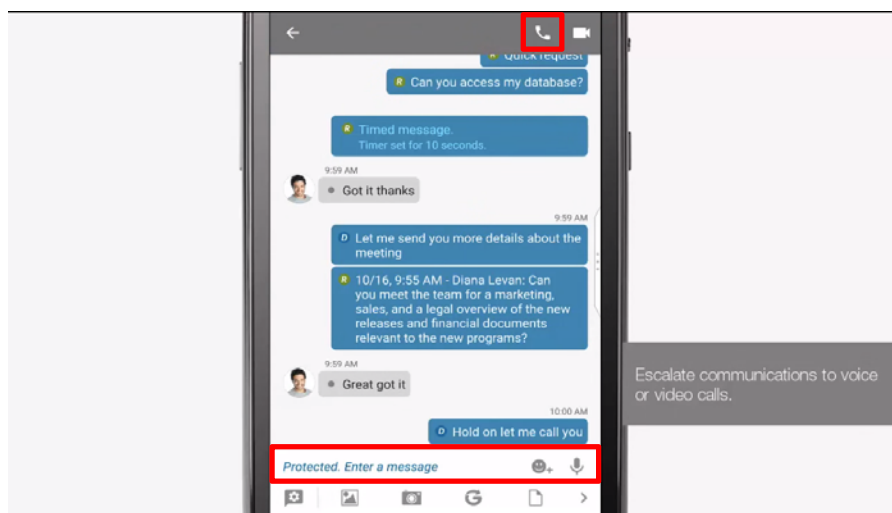 Quick request
R Can you access my database?
R Timed message.
Timer set for 10 seconds.
9:59 AM
Got it thanks
9:59 AM
D Let me send you more details about the
meeting
R 10/16, 9:55 AM - Diana Levan: Can
you meet the team for a marketing,
sales, and a legal overview of the new
releases and financial documents
relevant to the new programs?
9:59 AM
Great got it
10:00 AM
D Hold on let me call you
Escalate communications to voice
or video calls.
Protected. Enter a message
G